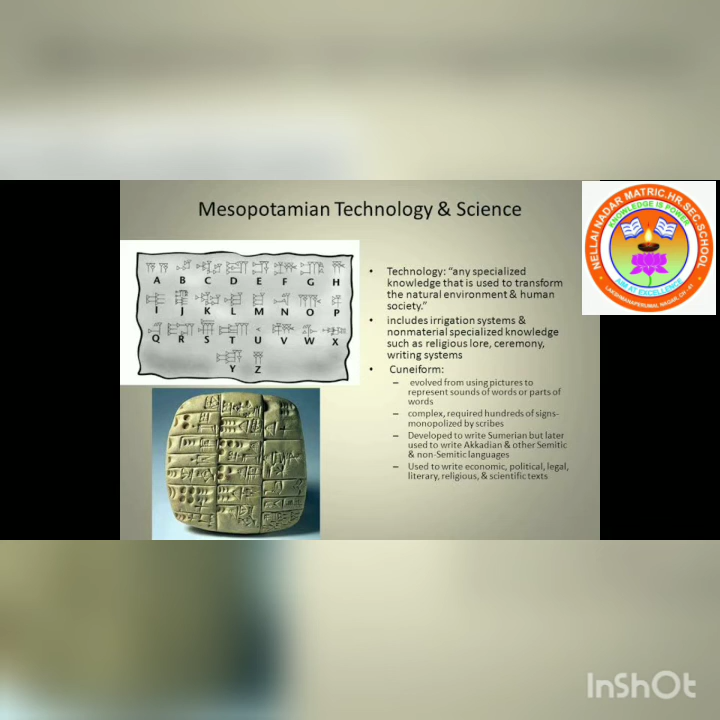 Mesopotamian Technology & Science
A B C D E F G H
I J K L M N O P
Q R S T U V W X
Y Z
• Technology: “any specialized
knowledge that is used to transform
the natural environment & human
society.”
• includes irrigation systems &
nonmaterial specialized knowledge
such as religious lore, ceremony,
writing systems
• Cuneiform:
– evolved from using pictures to
represent sounds of words or parts of
words
– complex, required hundreds of signs-
monopolized by scribes
– Developed to write Sumerian but later
used to write Akkadian & other Semitic
& non-Semitic languages
– Used to write economic, political, legal,
literary, religious, & scientific texts
NELLAI NADAR MATRIC.HR.SEC.SCHOOL
KNOWLEDGE IS POWER
AIM AT EXCELLENCE
LAKSHMANAPERUMAL NAGAR, CN - 61
InShOt